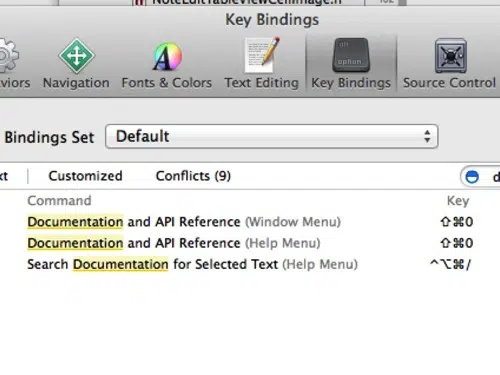 NoteEditTableViewCellImage.h
Key Bindings
viors Navigation Fonts & Colors Text Editing Key Bindings Source Control
alt
option
Bindings Set Default
xt Customized Conflicts (9) d
Command Key
Documentation and API Reference (Window Menu) ⇧⌘0
Documentation and API Reference (Help Menu) ⇧⌘0
Search Documentation for Selected Text (Help Menu) ^⌥⌘/